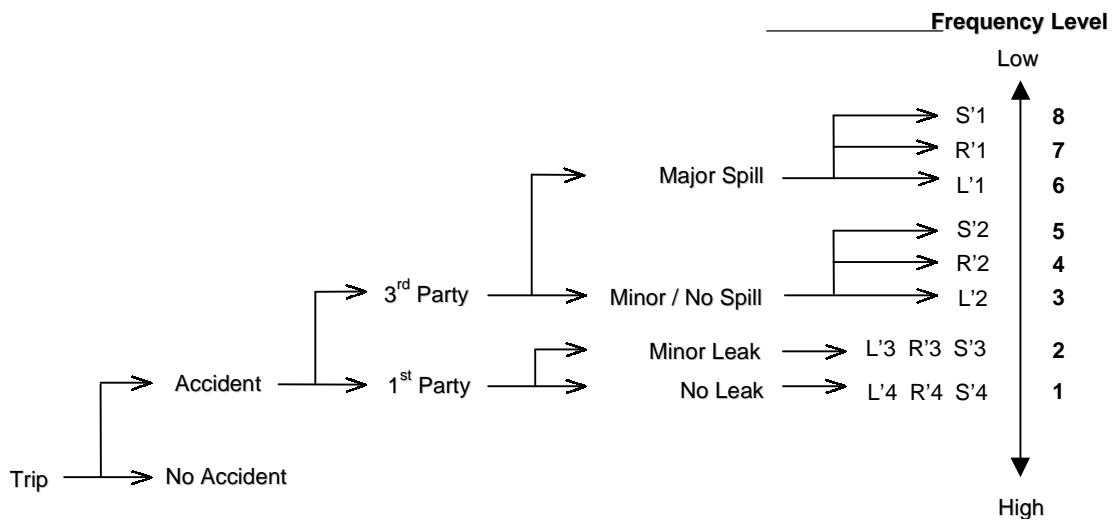 Frequency Level
Low
S’1 8
R’1 7
Major Spill L’1 6
S’2 5
R’2 4
3rd Party Minor / No Spill L’2 3
Minor Leak L’3 R’3 S’3 2
Accident 1st Party No Leak L’4 R’4 S’4 1
Trip No Accident
High